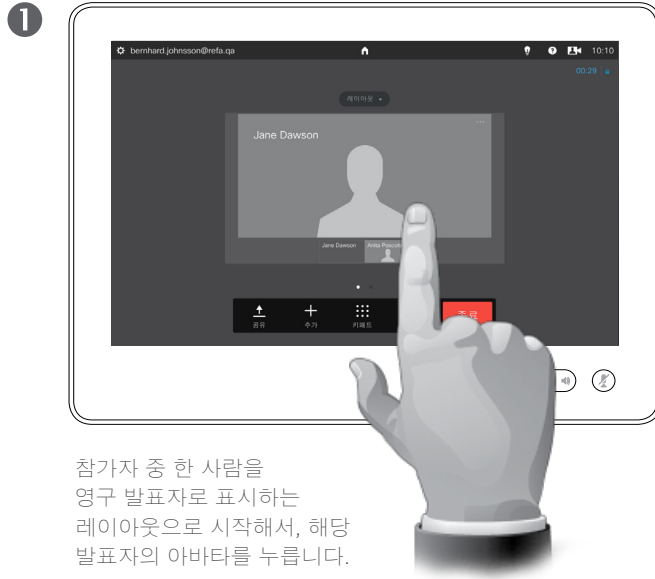 1
bernhard.johnsson@refa.qa
10:10
00:29
레이아웃
Jane Dawson
Jane Dawson
Anita
공유
추가
키패드
종료
참가자 중 한 사람을
영구 발표자로 표시하는
레이아웃으로 시작해서, 해당
발표자의 아바타를 누릅니다.